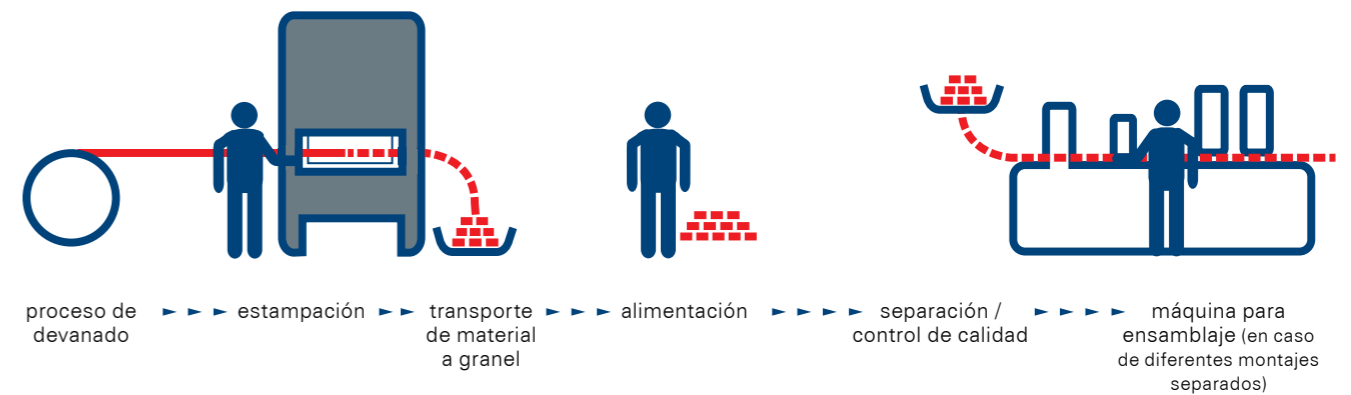 proceso de
devanado
estampación
transporte
de material
a granel
alimentación
separación /
control de calidad
máquina para
ensamblaje (en caso
de diferentes montajes
separados)